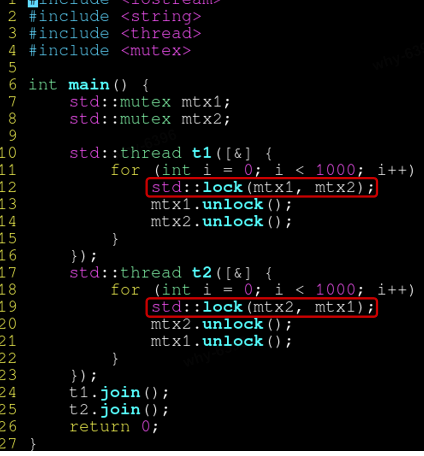 1 #include <iostream>
2 #include <string>
3 #include <thread>
4 #include <mutex>
5
6 int main() {
7     std::mutex mtx1;
8     std::mutex mtx2;
9
10     std::thread t1([&] {
11         for (int i = 0; i < 1000; i++)
12             std::lock(mtx1, mtx2);
13             mtx1.unlock();
14             mtx2.unlock();
15         }
16     });
17     std::thread t2([&] {
18         for (int i = 0; i < 1000; i++)
19             std::lock(mtx2, mtx1);
20             mtx2.unlock();
21             mtx1.unlock();
22         }
23     });
24     t1.join();
25     t2.join();
26     return 0;
27 }